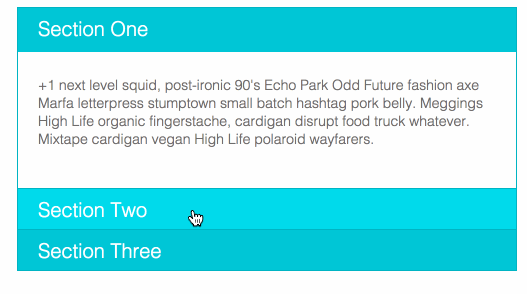 Section One
+1 next level squid, post-ironic 90's Echo Park Odd Future fashion axe
Marfa letterpress stumptown small batch hashtag pork belly. Meggings
High Life organic fingerstache, cardigan disrupt food truck whatever.
Mixtape cardigan vegan High Life polaroid wayfarers.
Section Two
Section Three